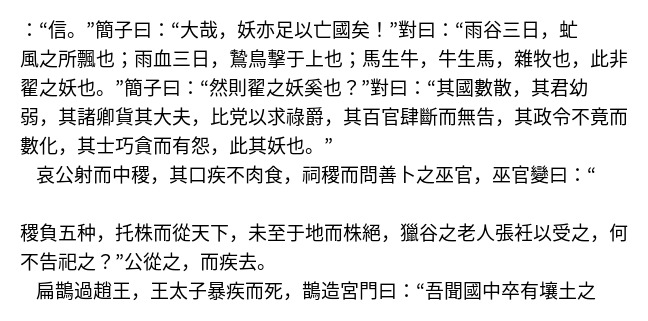 ：“信。”簡子曰：“大哉，妖亦足以亡國矣！”對曰：“雨谷三日，虻
風之所飄也；雨血三日，鷙鳥擊于上也；馬生牛，牛生馬，雜牧也，此非
翟之妖也。”簡子曰：“然則翟之妖奚也？”對曰：“其國數散，其君幼
弱，其諸卿貨其大夫，比党以求祿爵，其百官肆斷而無告，其政令不竟而
數化，其士巧貪而有怨，此其妖也。”
哀公射而中稷，其口疾不肉食，祠稷而問善卜之巫官，巫官變曰：“
稷負五种，托株而從天下，未至于地而株絕，獵谷之老人張衽以受之，何
不告祀之？”公從之，而疾去。
扁鵲過趙王，王太子暴疾而死，鵲造宮門曰：“吾聞國中卒有壤土之